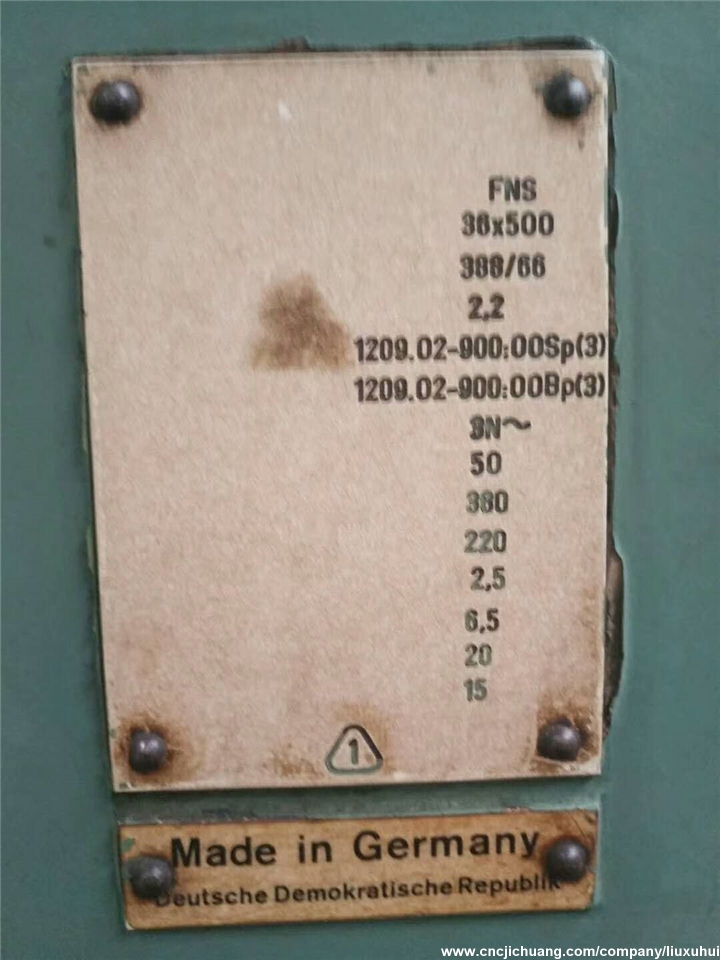 FNS
36x500
388/66
2,2
1209.02-900:00Sp(3)
1209.02-900:00Bp(3)
3N～
50
380
220
2,5
6,5
20
15
1
Made in Germany
Deutsche Demokratische Republik
www.cncjichuang.com/company/liuxuhui